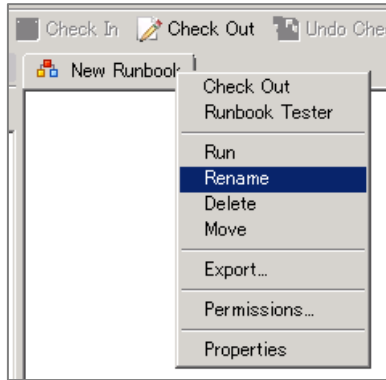 Check In Check Out Undo Che
New Runbook
Check Out
Runbook Tester
Run
Rename
Delete
Move
Export...
Permissions...
Properties